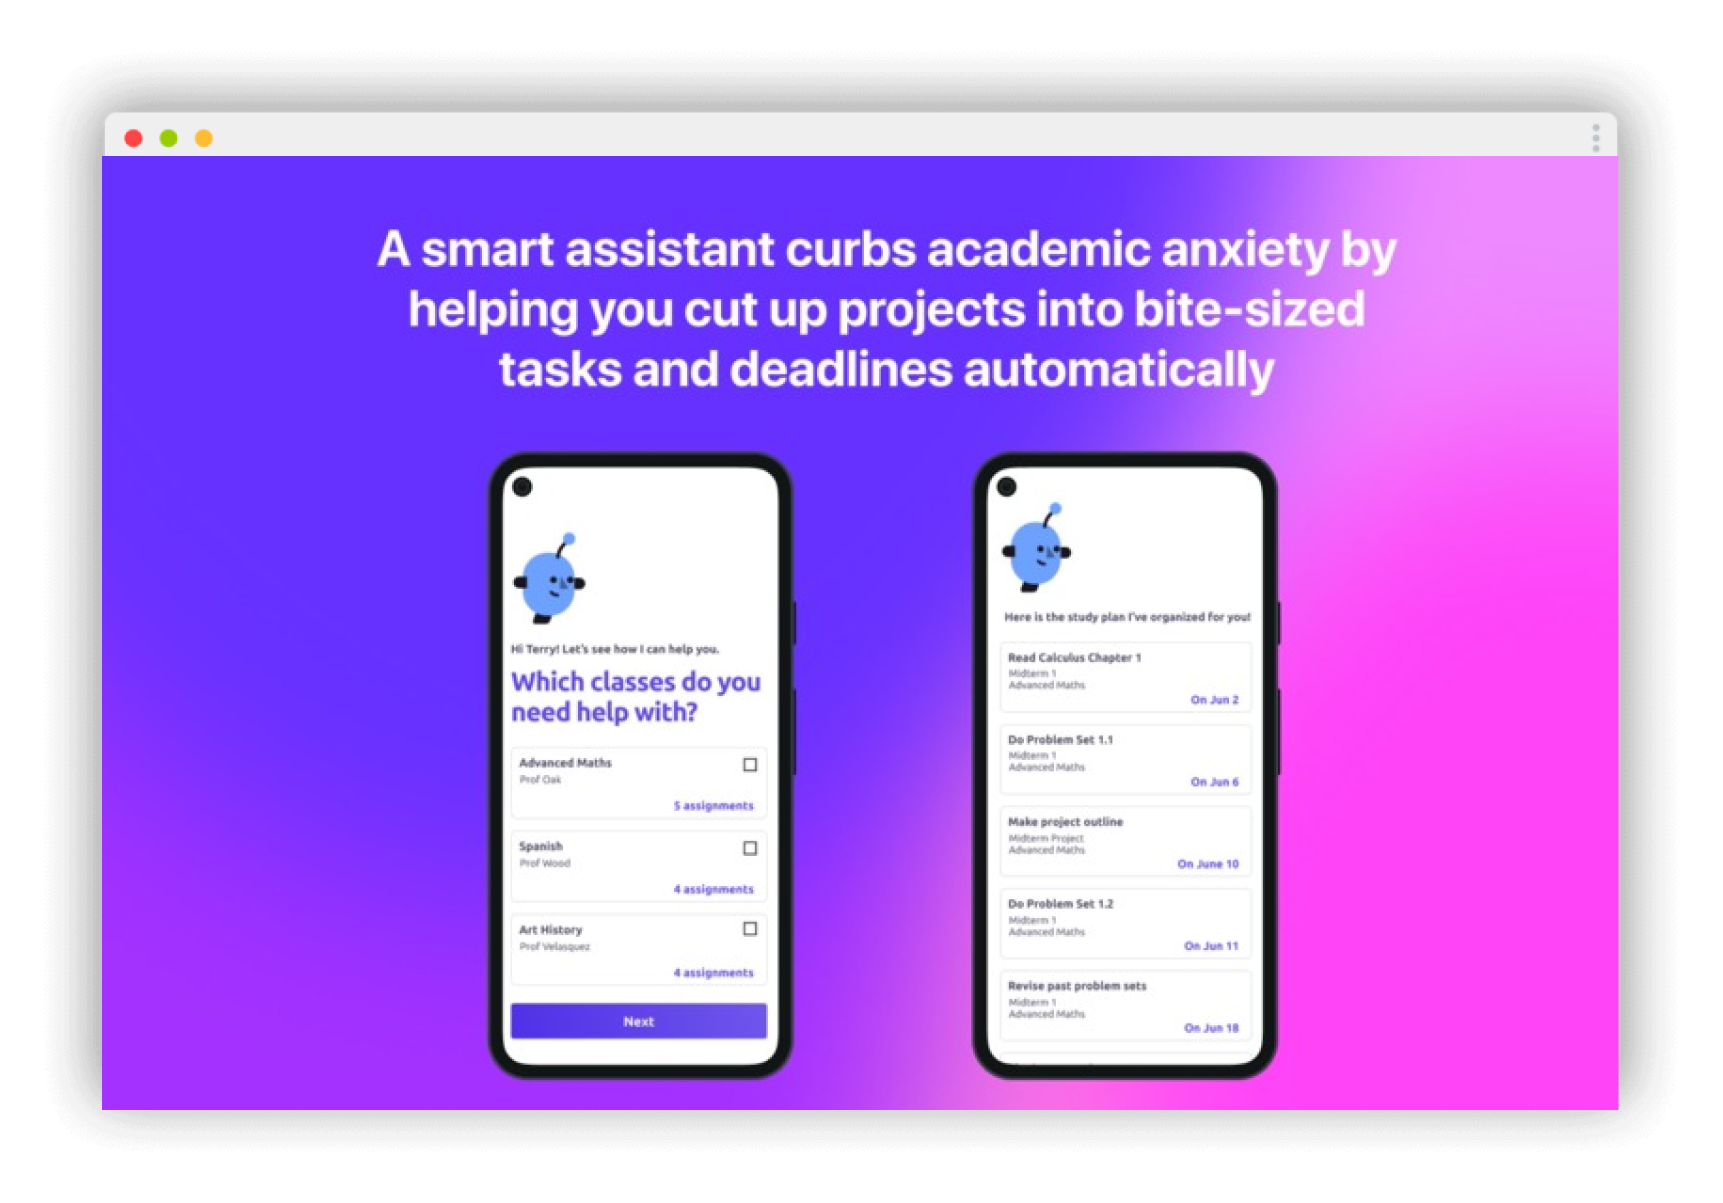 A smart assistant curbs academic anxiety by
helping you cut up projects into bite-sized
tasks and deadlines automatically
Hi Terry! Let's see how I can help you.
Which classes do you
need help with?
Advanced Maths
Prof Oak
5 assignments
Spanish
Prof Wood
4 assignments
Art History
Prof Velasquez
4 assignments
Next
Here is the study plan I've organized for you!
Read Calculus Chapter 1
Midterm 1
Advanced Maths
On Jun 2
Do Problem Set 1.1
Midterm 1
Advanced Maths
On Jun 6
Make project outline
Midterm Project
Advanced Maths
On June 10
Do Problem Set 1.2
Midterm 1
Advanced Maths
On Jun 11
Revise past problem sets
Midterm 1
Advanced Maths
On Jun 18